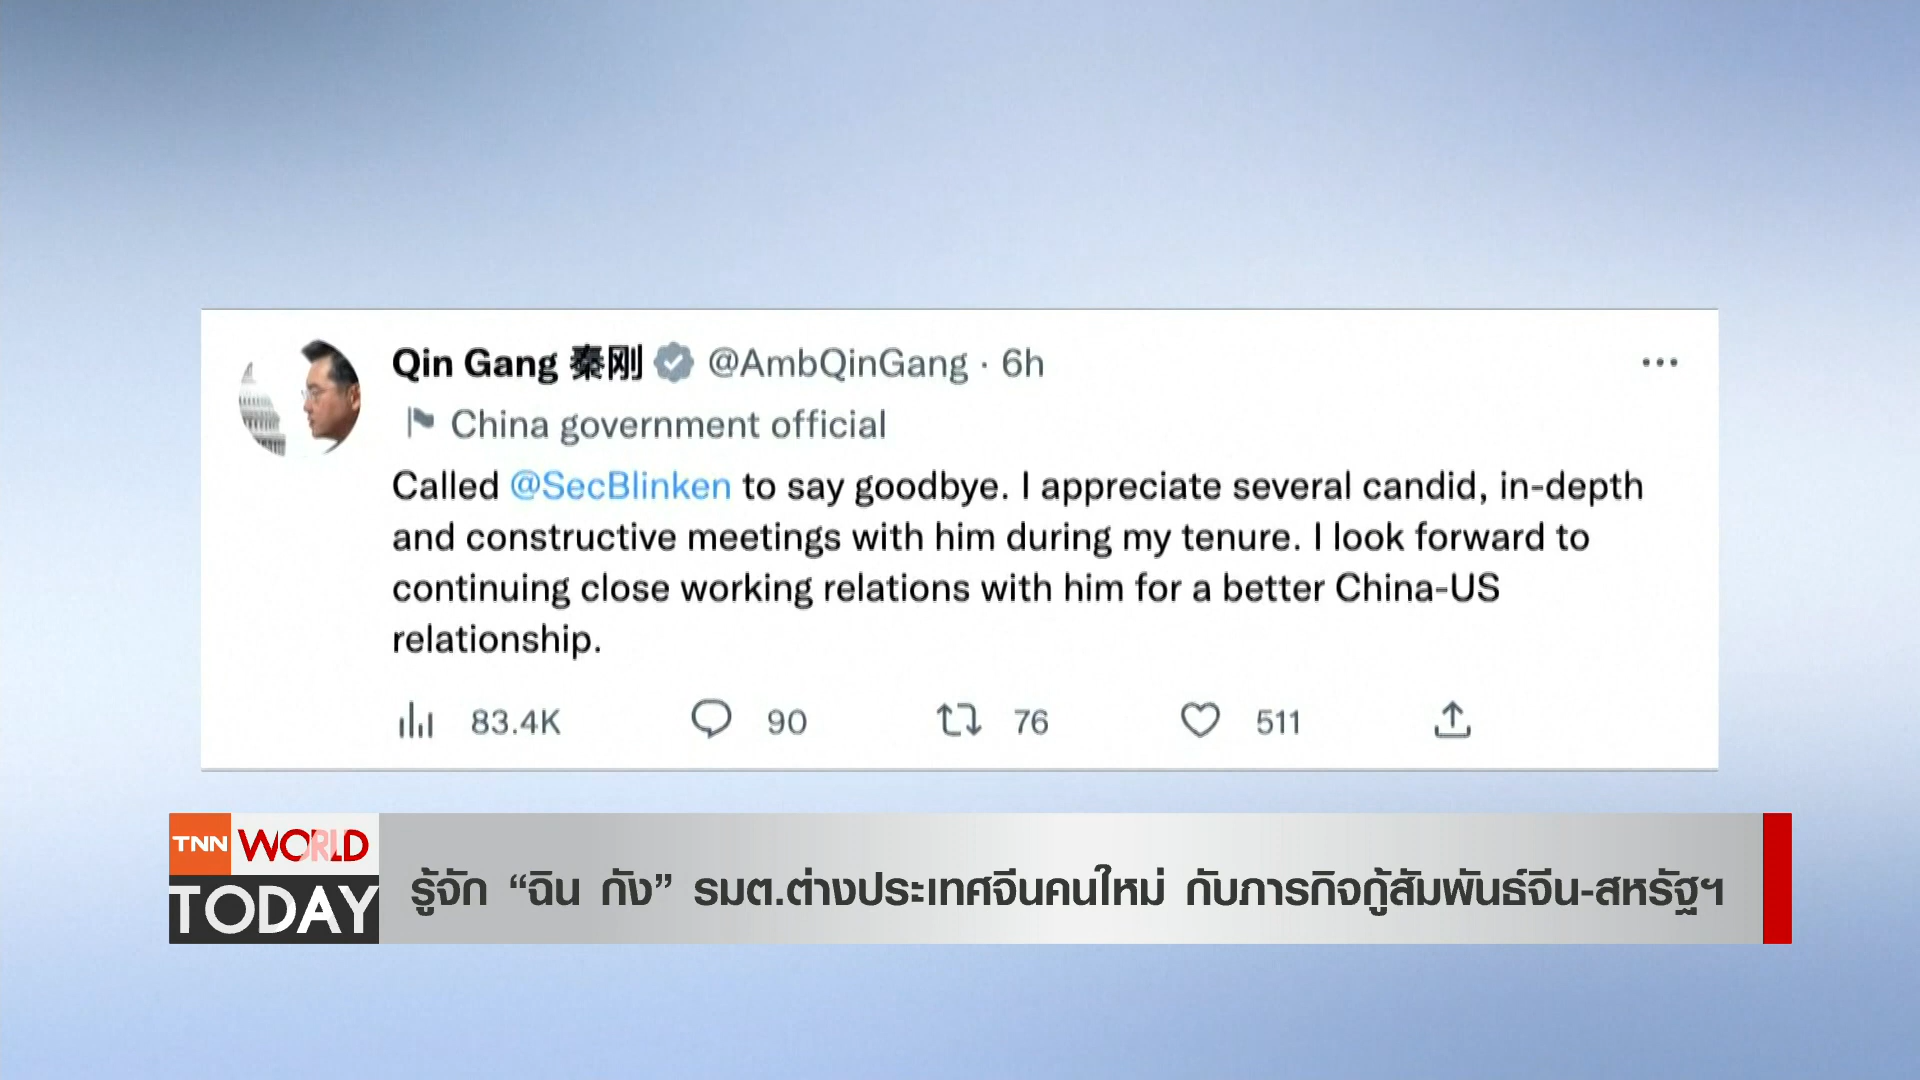 Qin Gang 秦刚 @AmbQinGang · 6h
China government official
Called @SecBlinken to say goodbye. I appreciate several candid, in-depth
and constructive meetings with him during my tenure. I look forward to
continuing close working relations with him for a better China-US
relationship.
83.4K 90 76 511
TNN WORLD
TODAY
รู้จัก “ฉิน กัง” รมต.ต่างประเทศจีนคนใหม่ กับภารกิจกู้สัมพันธ์จีน-สหรัฐฯ